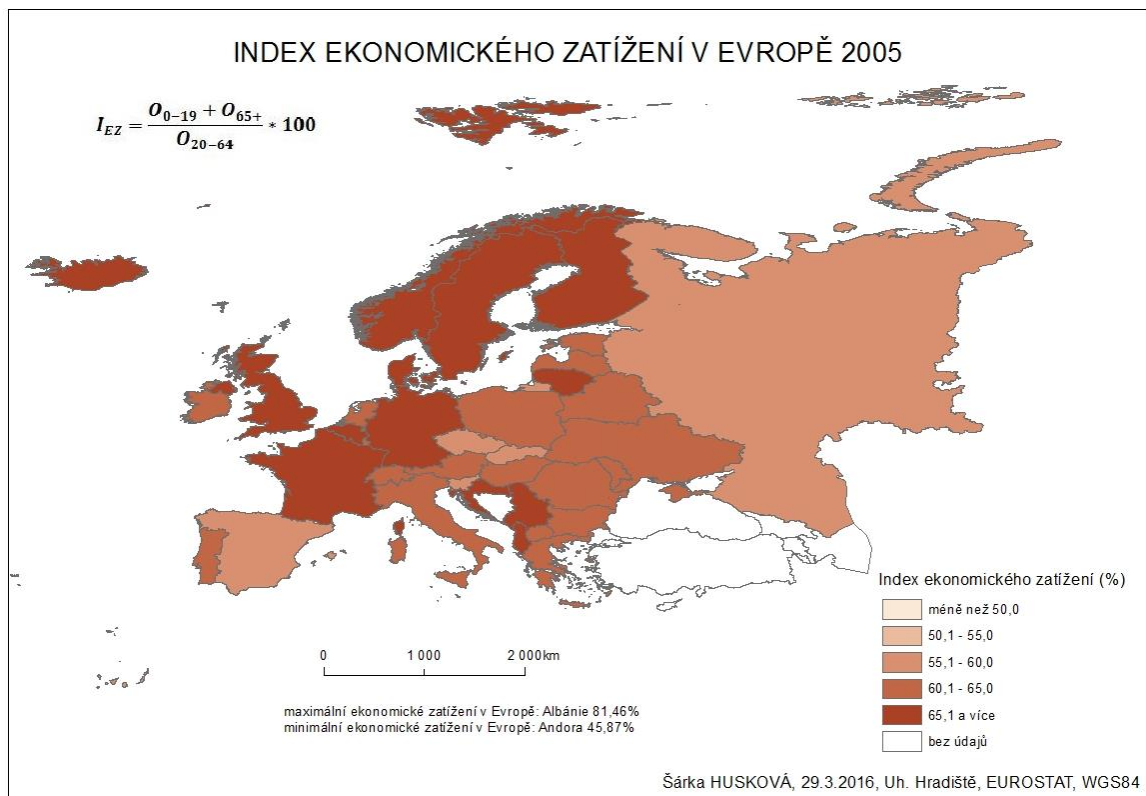 INDEX EKONOMICKÉHO ZATÍŽENÍ V EVROPĚ 2005
I_EZ = (O_0−19 + O_65+) / O_20−64 * 100
Index ekonomického zatížení (%)
méně než 50,0
50,1 - 55,0
55,1 - 60,0
60,1 - 65,0
65,1 a více
bez údajů
0 1 000 2 000km
maximální ekonomické zatížení v Evropě: Albánie 81,46%
minimální ekonomické zatížení v Evropě: Andora 45,87%
Šárka HUSKOVÁ, 29.3.2016, Uh. Hradiště, EUROSTAT, WGS84